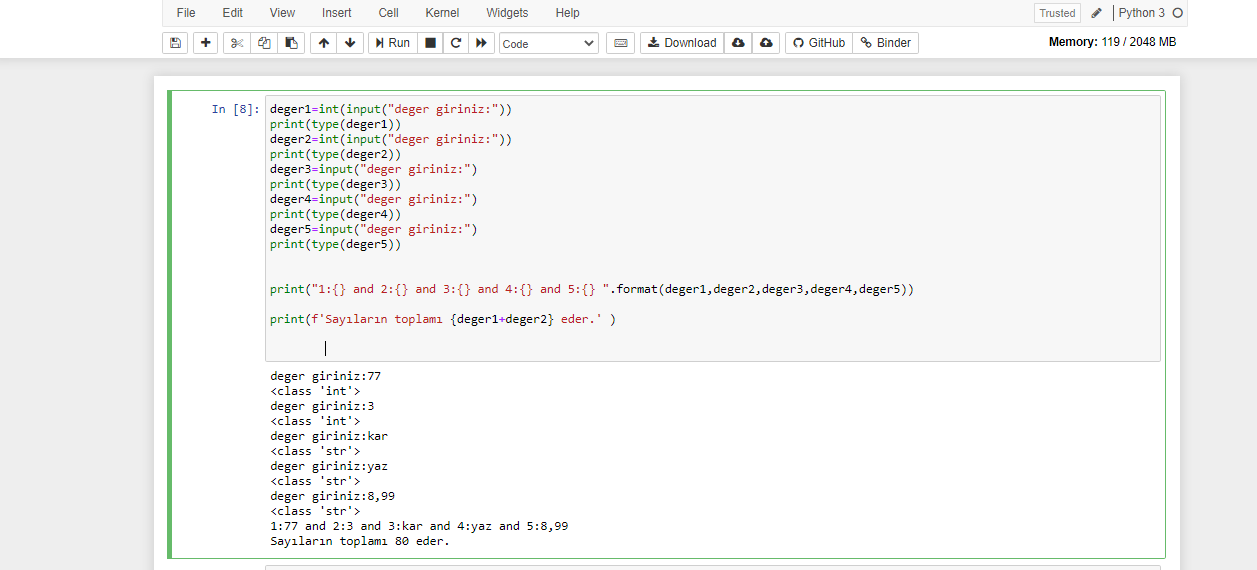 File Edit View Insert Cell Kernel Widgets Help Trusted Python 3
Run Code Download GitHub Binder Memory: 119 / 2048 MB
In [8]: deger1=int(input("deger giriniz:"))
print(type(deger1))
deger2=int(input("deger giriniz:"))
print(type(deger2))
deger3=input("deger giriniz:")
print(type(deger3))
deger4=input("deger giriniz:")
print(type(deger4))
deger5=input("deger giriniz:")
print(type(deger5))
print("1:{} and 2:{} and 3:{} and 4:{} and 5:{} ".format(deger1,deger2,deger3,deger4,deger5))
print(f'Sayıların toplamı {deger1+deger2} eder.' )
deger giriniz:77
<class 'int'>
deger giriniz:3
<class 'int'>
deger giriniz:kar
<class 'str'>
deger giriniz:yaz
<class 'str'>
deger giriniz:8,99
<class 'str'>
1:77 and 2:3 and 3:kar and 4:yaz and 5:8,99
Sayıların toplamı 80 eder.